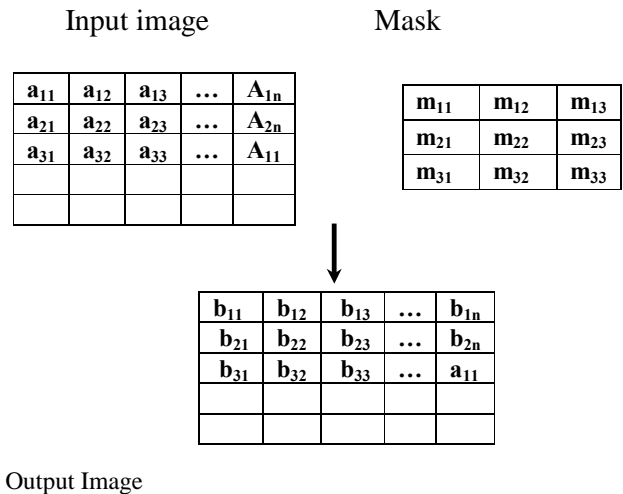 Input image Mask
a11 a12 a13 … A1n
a21 a22 a23 … A2n
a31 a32 a33 … A11
m11 m12 m13
m21 m22 m23
m31 m32 m33
b11 b12 b13 … b1n
b21 b22 b23 … b2n
b31 b32 b33 … a11
Output Image